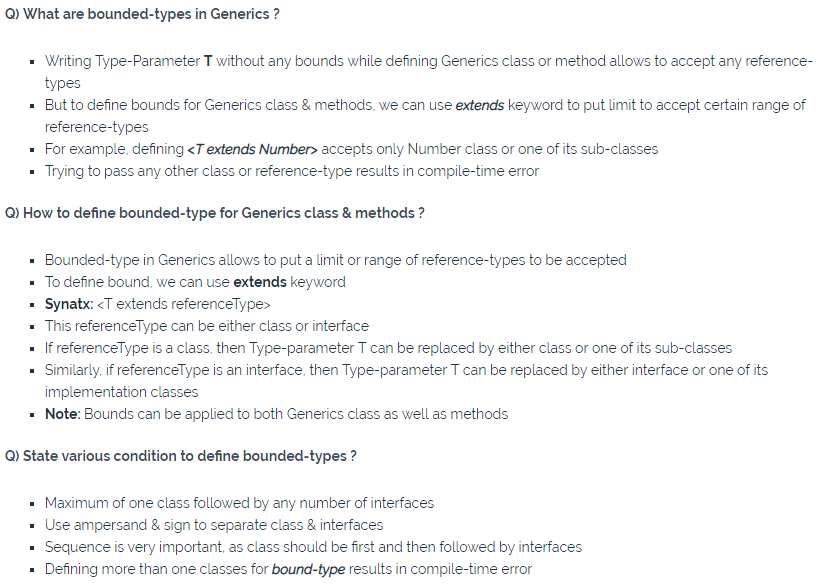 Q) What are bounded-types in Generics ?
▪ Writing Type-Parameter T without any bounds while defining Generics class or method allows to accept any reference-
types
▪ But to define bounds for Generics class & methods, we can use extends keyword to put limit to accept certain range of
reference-types
▪ For example, defining <T extends Number> accepts only Number class or one of its sub-classes
▪ Trying to pass any other class or reference-type results in compile-time error
Q) How to define bounded-type for Generics class & methods ?
▪ Bounded-type in Generics allows to put a limit or range of reference-types to be accepted
▪ To define bound, we can use extends keyword
▪ Synatx: <T extends referenceType>
▪ This referenceType can be either class or interface
▪ If referenceType is a class, then Type-parameter T can be replaced by either class or one of its sub-classes
▪ Similarly, if referenceType is an interface, then Type-parameter T can be replaced by either interface or one of its
implementation classes
▪ Note: Bounds can be applied to both Generics class as well as methods
Q) State various condition to define bounded-types ?
▪ Maximum of one class followed by any number of interfaces
▪ Use ampersand & sign to separate class & interfaces
▪ Sequence is very important, as class should be first and then followed by interfaces
▪ Defining more than one classes for bound-type results in compile-time error